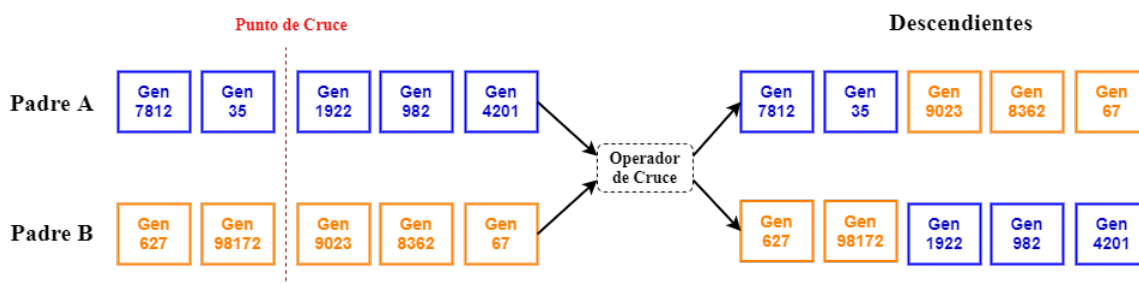 Punto de Cruce
Descendientes
Padre A
Gen 7812
Gen 35
Gen 1922
Gen 982
Gen 4201
Operador de Cruce
Gen 7812
Gen 35
Gen 9023
Gen 8362
Gen 67
Padre B
Gen 627
Gen 98172
Gen 9023
Gen 8362
Gen 67
Gen 627
Gen 98172
Gen 1922
Gen 982
Gen 4201